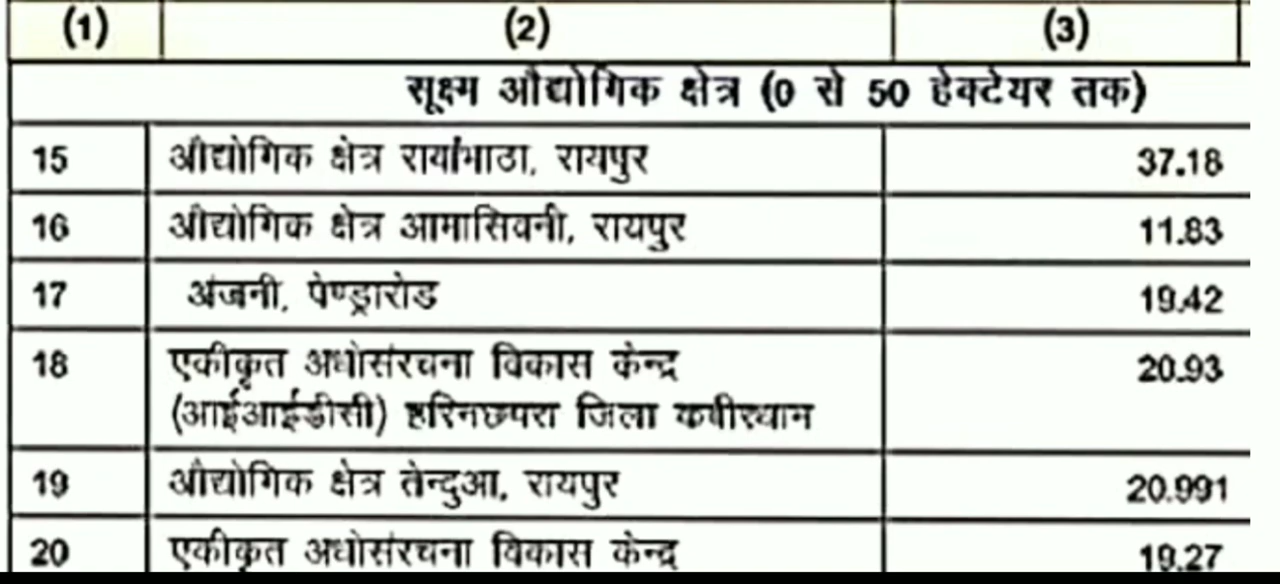 (1) (2) (3)
सूक्ष्म औद्योगिक क्षेत्र (0 से 50 हेक्टेयर तक)
15 औद्योगिक क्षेत्र रायांभाठा, रायपुर 37.18
16 औद्योगिक क्षेत्र आमासिवनी, रायपुर 11.83
17 अंजनी, पेण्ड्रारोड 19.42
18 एकीकृत अधोसंरचना विकास केन्द्र 20.93
(आईआईडीसी) हरिनछपरा जिला कबीरधाम
19 औद्योगिक क्षेत्र तेन्दुआ, रायपुर 20.991
20 एकीकृत अधोसंरचना विकास केन्द्र 19.27